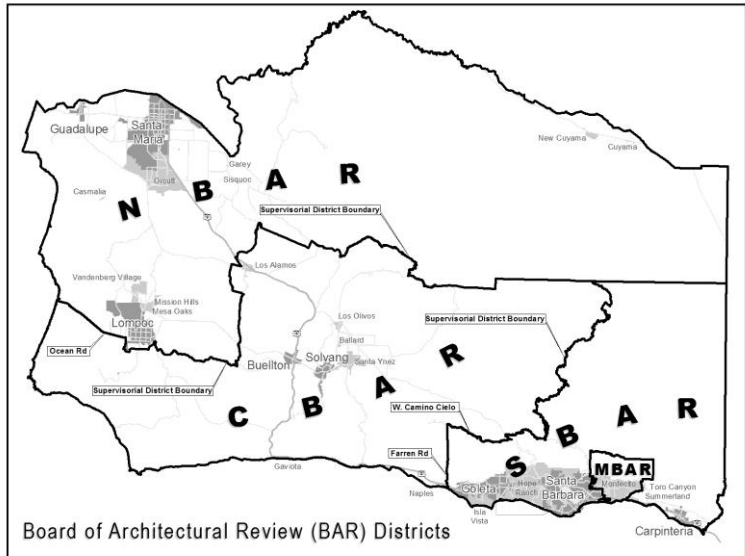 Guadalupe
Santa
Maria
Orcutt
Garey
Sisquoc
Casmalia
New Cuyama
Cuyama
NBAR
Supervisorial District Boundary
Los Alamos
Vandenberg Village
Mission Hills
Mesa Oaks
Lompoc
Ocean Rd
Supervisorial District Boundary
Los Olivos
Ballard
Solvang
Santa Ynez
Buellton
Supervisorial District Boundary
CBAR
W. Camino Cielo
Farren Rd
Gaviota
Naples
SBAR
Goleta
Isla
Vista
Hope
Ranch
Santa
Barbara
MBAR
Montecito
Toro Canyon
Summerland
Carpinteria
Board of Architectural Review (BAR) Districts